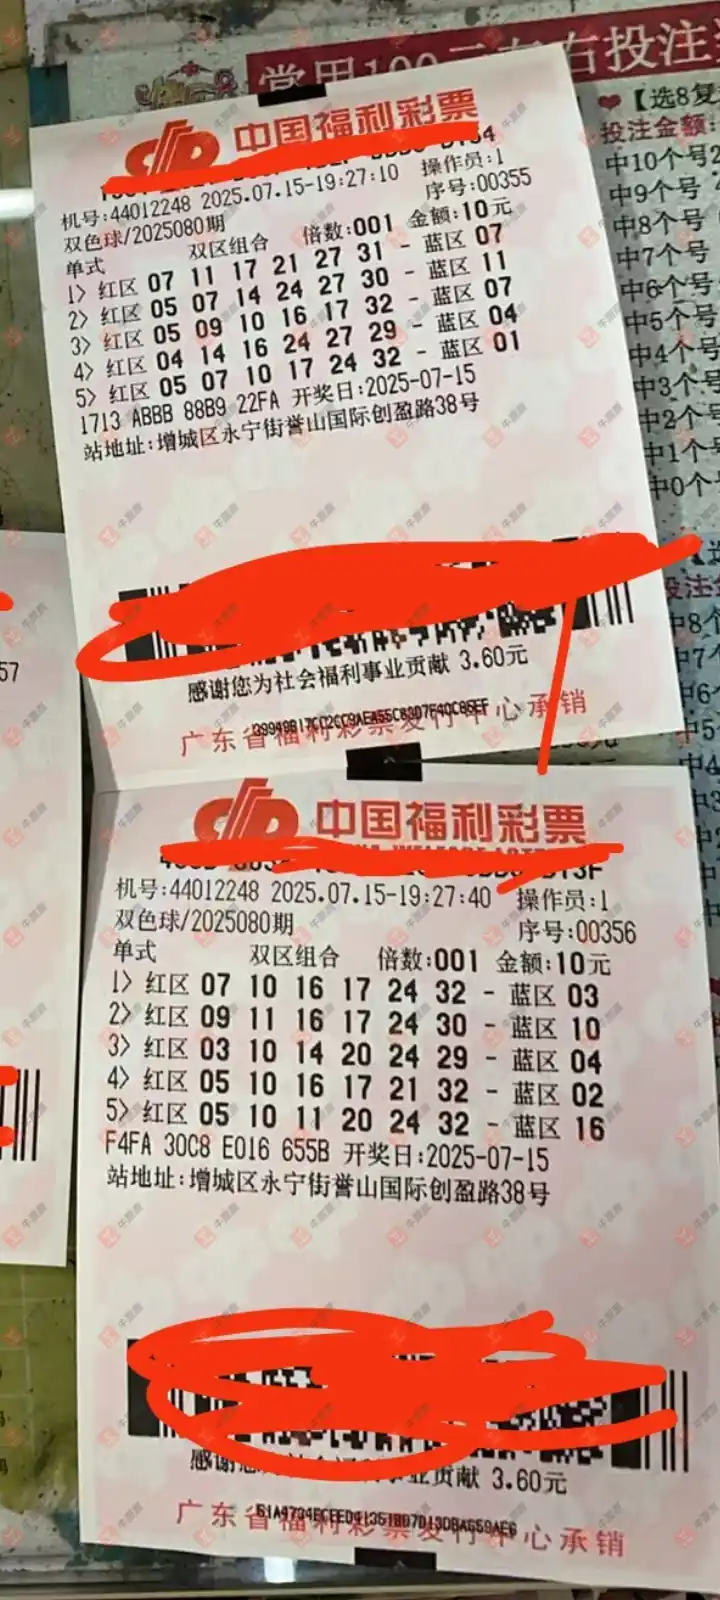 常用100元左右投注
【选8复
投注金额:
中10个号2
中9个号
中8个号
中7个号
中6个号
中5个号
中4个号
中3个号
中2个号
中1个号
中0个号
中国福利彩票
机号:44012248 2025.07.15-19:27:10 操作员:1
双色球/2025080期 序号:00355
单式 双区组合 倍数:001 金额:10元
1> 红区 07 11 17 21 27 31 - 蓝区 07
2> 红区 05 07 14 24 27 30 - 蓝区 11
3> 红区 05 09 10 16 17 32 - 蓝区 07
4> 红区 04 14 16 24 27 29 - 蓝区 04
5> 红区 05 07 10 17 24 32 - 蓝区 01
1713 ABBB 88B9 22FA 开奖日:2025-07-15
站地址:增城区永宁街誉山国际创盈路38号
感谢您为社会福利事业贡献 3.60元
广东省福利彩票发行中心承销
57
中国福利彩票
机号:44012248 2025.07.15-19:27:40 操作员:1
双色球/2025080期 序号:00356
单式 双区组合 倍数:001 金额:10元
1> 红区 07 10 16 17 24 32 - 蓝区 03
2> 红区 09 11 16 17 24 30 - 蓝区 10
3> 红区 03 10 14 20 24 29 - 蓝区 04
4> 红区 05 10 16 17 21 32 - 蓝区 02
5> 红区 05 10 11 20 24 32 - 蓝区 16
F4FA 30C8 E016 655B 开奖日:2025-07-15
站地址:增城区永宁街誉山国际创盈路38号
贡献 3.60元
广东省福利彩票发行中心承销